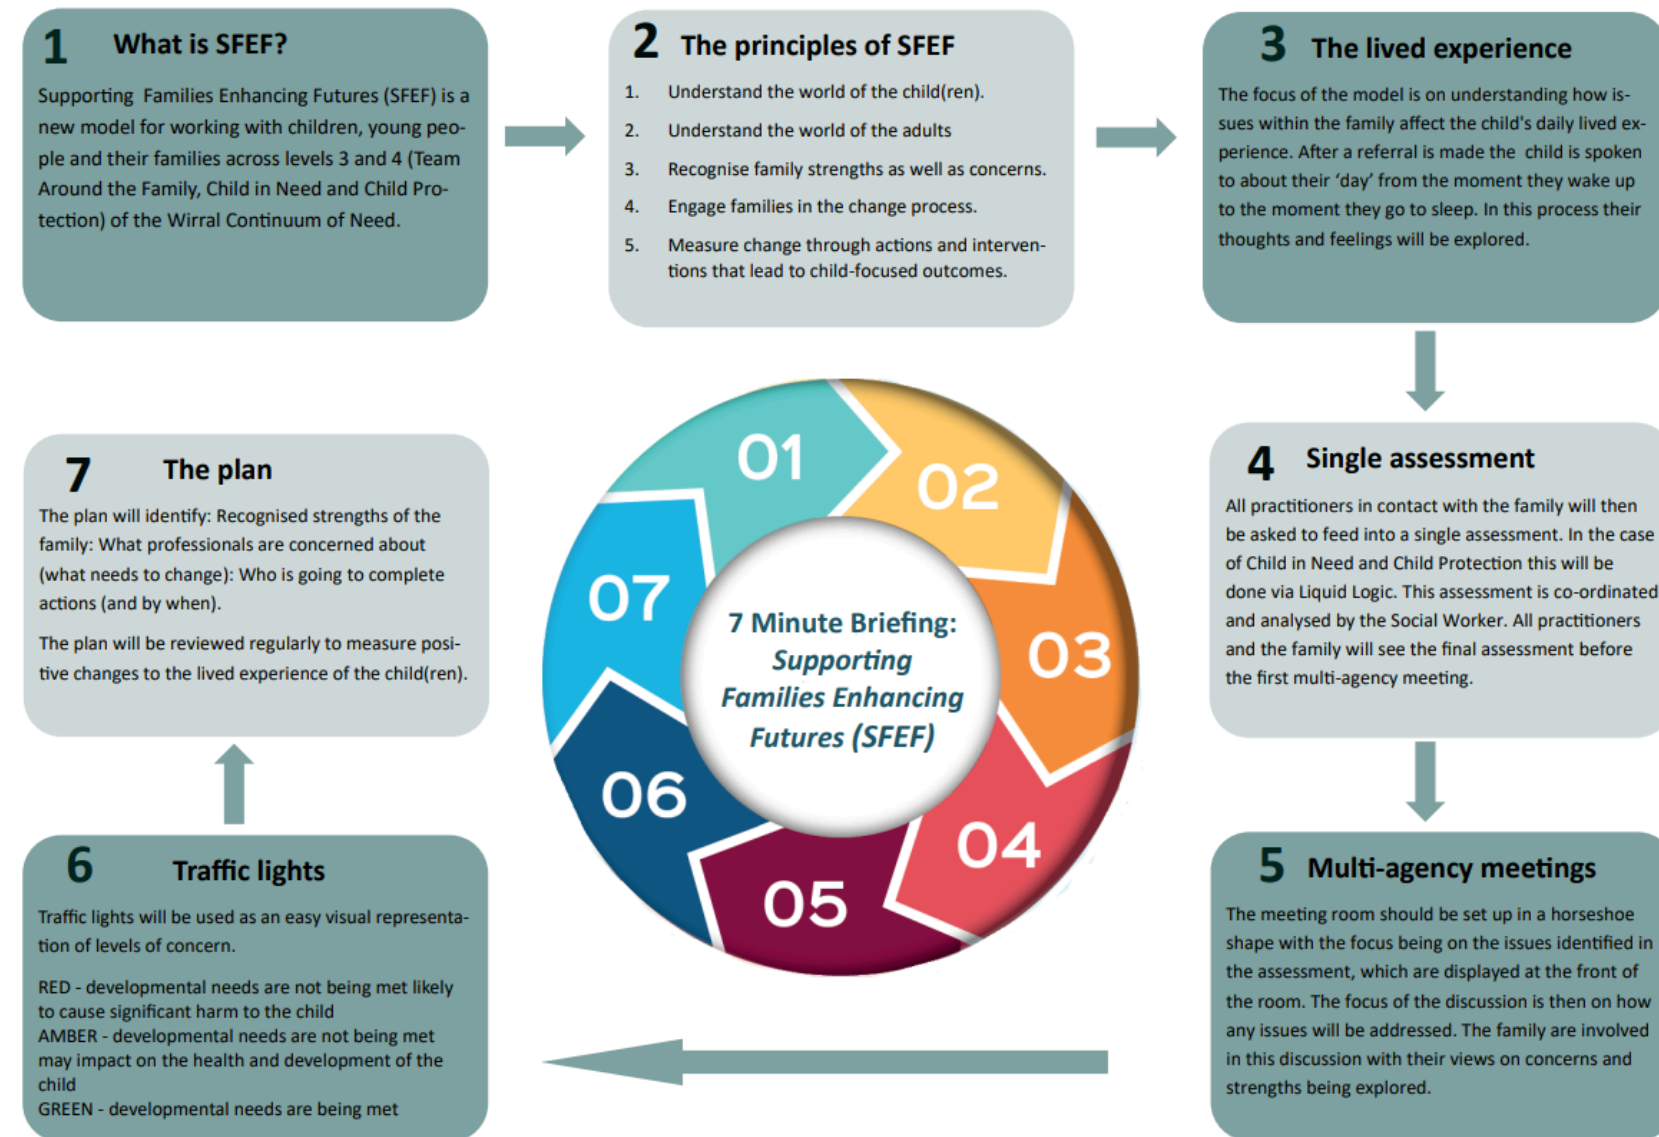 1 What is SFEF?
Supporting Families Enhancing Futures (SFEF) is a
new model for working with children, young peo-
ple and their families across levels 3 and 4 (Team
Around the Family, Child in Need and Child Pro-
tection) of the Wirral Continuum of Need.
2 The principles of SFEF
1. Understand the world of the child(ren).
2. Understand the world of the adults
3. Recognise family strengths as well as concerns.
4. Engage families in the change process.
5. Measure change through actions and interven-
tions that lead to child-focused outcomes.
3 The lived experience
The focus of the model is on understanding how is-
sues within the family affect the child's daily lived ex-
perience. After a referral is made the child is spoken
to about their ‘day’ from the moment they wake up
to the moment they go to sleep. In this process their
thoughts and feelings will be explored.
4 Single assessment
All practitioners in contact with the family will then
be asked to feed into a single assessment. In the case
of Child in Need and Child Protection this will be
done via Liquid Logic. This assessment is co-ordinated
and analysed by the Social Worker. All practitioners
and the family will see the final assessment before
the first multi-agency meeting.
5 Multi-agency meetings
The meeting room should be set up in a horseshoe
shape with the focus being on the issues identified in
the assessment, which are displayed at the front of
the room. The focus of the discussion is then on how
any issues will be addressed. The family are involved
in this discussion with their views on concerns and
strengths being explored.
6 Traffic lights
Traffic lights will be used as an easy visual representa-
tion of levels of concern.
RED - developmental needs are not being met likely
to cause significant harm to the child
AMBER - developmental needs are not being met
may impact on the health and development of the
child
GREEN - developmental needs are being met
7 The plan
The plan will identify: Recognised strengths of the
family: What professionals are concerned about
(what needs to change): Who is going to complete
actions (and by when).
The plan will be reviewed regularly to measure posi-
tive changes to the lived experience of the child(ren).
01
02
03
04
05
06
07
7 Minute Briefing:
Supporting
Families Enhancing
Futures (SFEF)